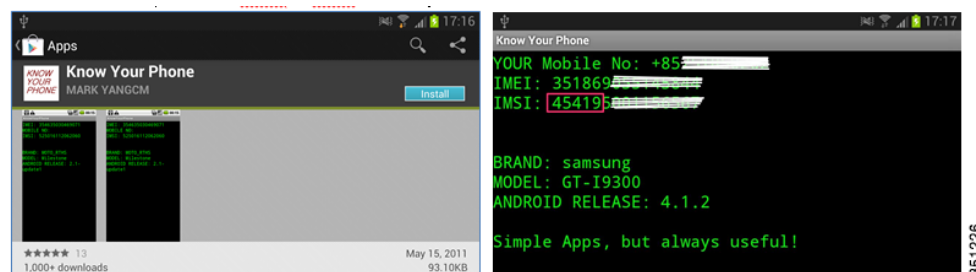 17:16
Apps
KNOW
YOUR
PHONE
Know Your Phone
MARK YANGCM
Install
★★★★★ 13
1,000+ downloads
May 15, 2011
93.10KB
17:17
Know Your Phone
YOUR Mobile No: +85
IMEI: 351869
IMSI: 454195
BRAND: samsung
MODEL: GT-I9300
ANDROID RELEASE: 4.1.2
Simple Apps, but always useful!